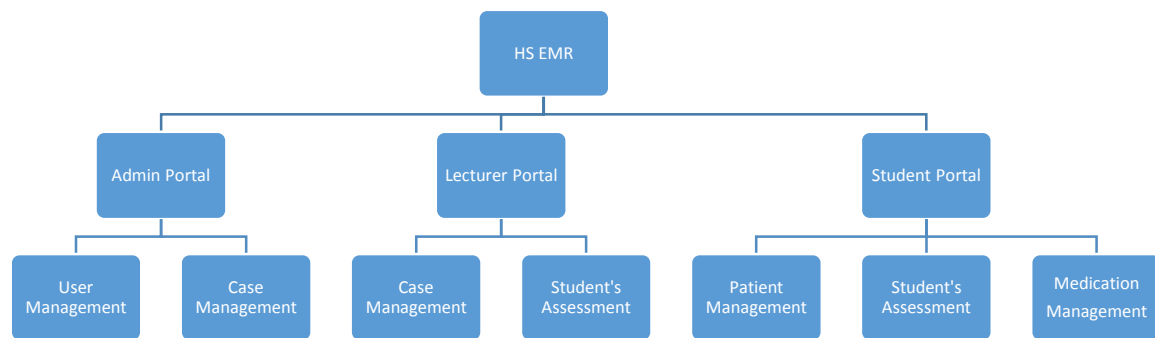 HS EMR
Admin Portal
Lecturer Portal
Student Portal
User
Management
Case
Management
Case
Management
Student's
Assessment
Patient
Management
Student's
Assessment
Medication
Management